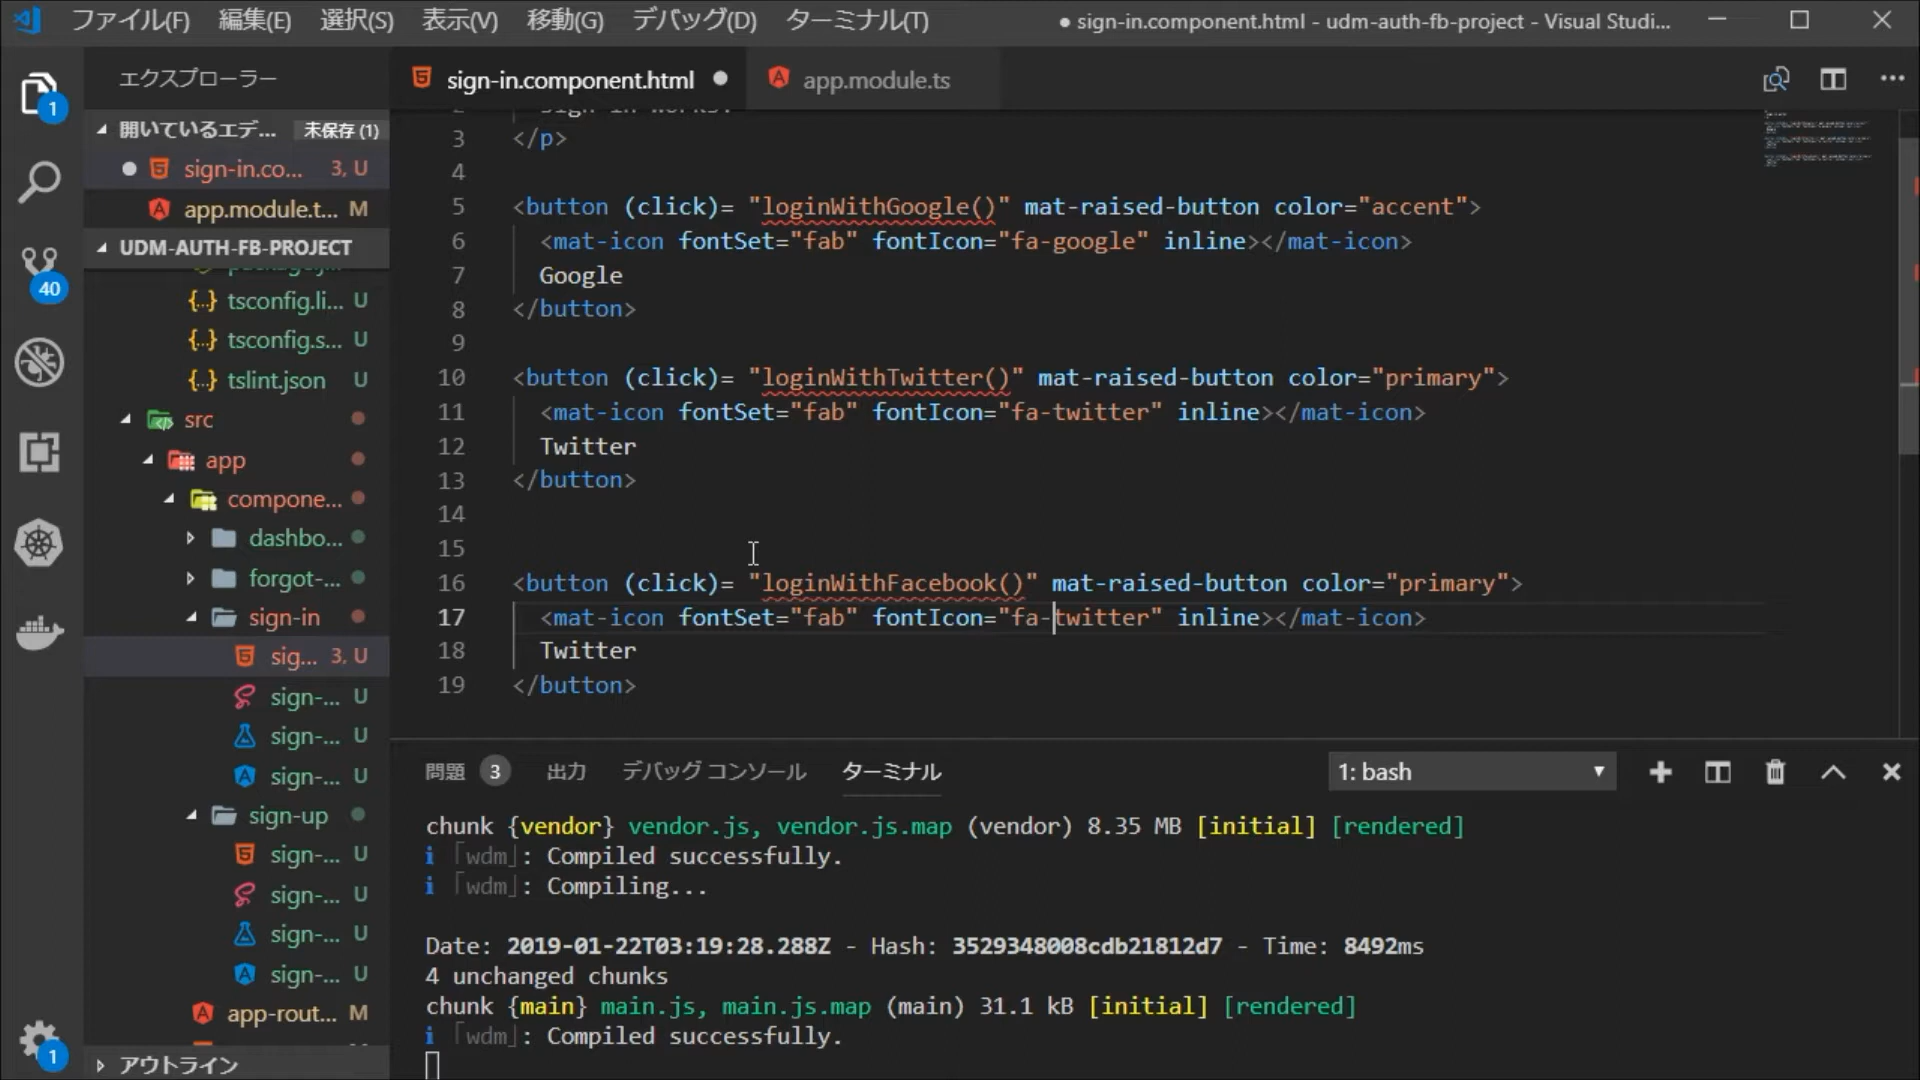 ファイル(F) 編集(E) 選択(S) 表示(V) 移動(G) デバッグ(D) ターミナル(T) ● sign-in.component.html - udm-auth-fb-project - Visual Studi...
エクスプローラー
開いているエデ... 未保存 (1)
sign-in.co... 3, U
app.module.t... M
UDM-AUTH-FB-PROJECT
tsconfig.li... U
tsconfig.s... U
tslint.json U
src
app
compone...
dashbo...
forgot-...
sign-in
sig... 3, U
sign-... U
sign-... U
sign-... U
sign-up
sign-... U
sign-... U
sign-... U
sign-... U
app-rout... M
アウトライン
1
40
1
sign-in.component.html ● app.module.ts
3 </p>
4
5 <button (click)= "loginWithGoogle()" mat-raised-button color="accent">
6 <mat-icon fontSet="fab" fontIcon="fa-google" inline></mat-icon>
7 Google
8 </button>
9
10 <button (click)= "loginWithTwitter()" mat-raised-button color="primary">
11 <mat-icon fontSet="fab" fontIcon="fa-twitter" inline></mat-icon>
12 Twitter
13 </button>
14
15
16 <button (click)= "loginWithFacebook()" mat-raised-button color="primary">
17 <mat-icon fontSet="fab" fontIcon="fa-twitter" inline></mat-icon>
18 Twitter
19 </button>
問題 3 出力 デバッグ コンソール ターミナル 1: bash
chunk {vendor} vendor.js, vendor.js.map (vendor) 8.35 MB [initial] [rendered]
ℹ ｢wdm｣: Compiled successfully.
ℹ ｢wdm｣: Compiling...
Date: 2019-01-22T03:19:28.288Z - Hash: 3529348008cdb21812d7 - Time: 8492ms
4 unchanged chunks
chunk {main} main.js, main.js.map (main) 31.1 kB [initial] [rendered]
ℹ ｢wdm｣: Compiled successfully.